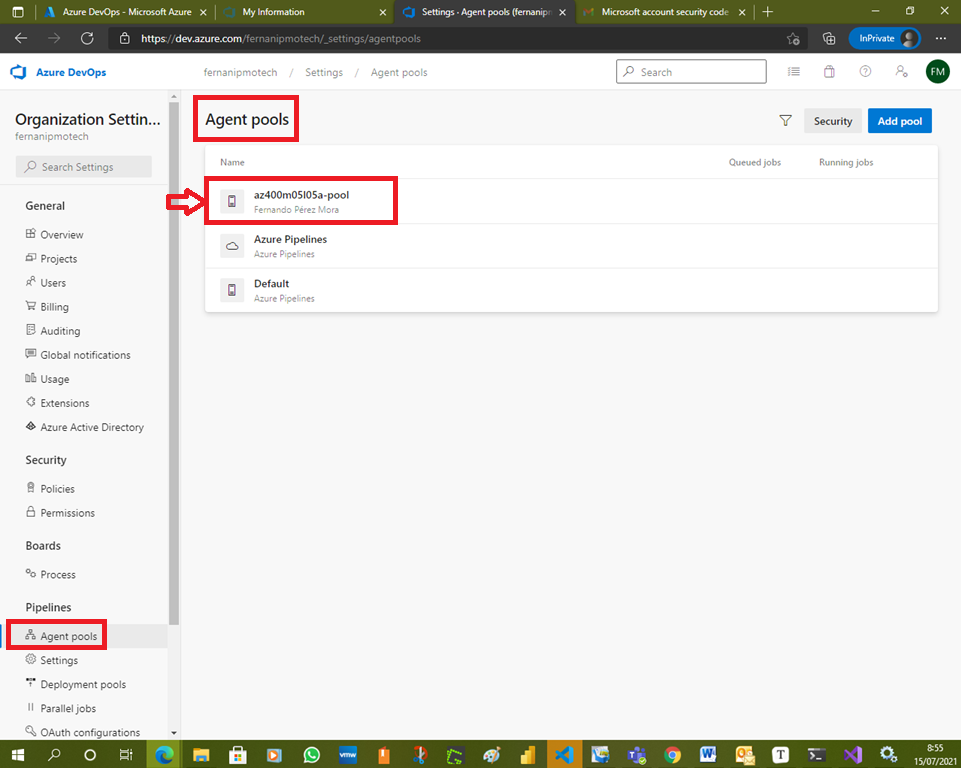 Azure DevOps - Microsoft Azure
My Information
Settings · Agent pools (fernanipm
Microsoft account security code
https://dev.azure.com/fernanipmotech/_settings/agentpools
InPrivate
Azure DevOps
fernanipmotech / Settings / Agent pools
Search
FM
Organization Settin...
fernanipmotech
Search Settings
General
Overview
Projects
Users
Billing
Auditing
Global notifications
Usage
Extensions
Azure Active Directory
Security
Policies
Permissions
Boards
Process
Pipelines
Agent pools
Settings
Deployment pools
Parallel jobs
OAuth configurations
Agent pools
Security
Add pool
Name Queued jobs Running jobs
az400m05l05a-pool
Fernando Pérez Mora
Azure Pipelines
Azure Pipelines
Default
Azure Pipelines
vmw
8:55
15/07/2021